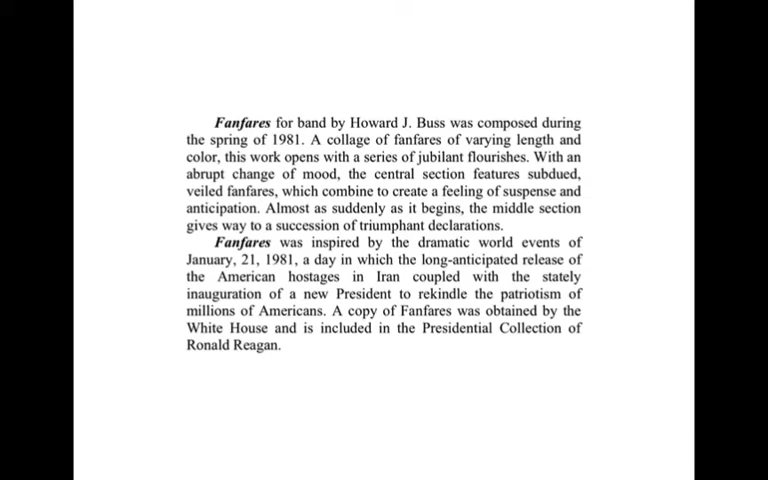 Fanfares for band by Howard J. Buss was composed during
the spring of 1981. A collage of fanfares of varying length and
color, this work opens with a series of jubilant flourishes. With an
abrupt change of mood, the central section features subdued,
veiled fanfares, which combine to create a feeling of suspense and
anticipation. Almost as suddenly as it begins, the middle section
gives way to a succession of triumphant declarations.
Fanfares was inspired by the dramatic world events of
January, 21, 1981, a day in which the long-anticipated release of
the American hostages in Iran coupled with the stately
inauguration of a new President to rekindle the patriotism of
millions of Americans. A copy of Fanfares was obtained by the
White House and is included in the Presidential Collection of
Ronald Reagan.